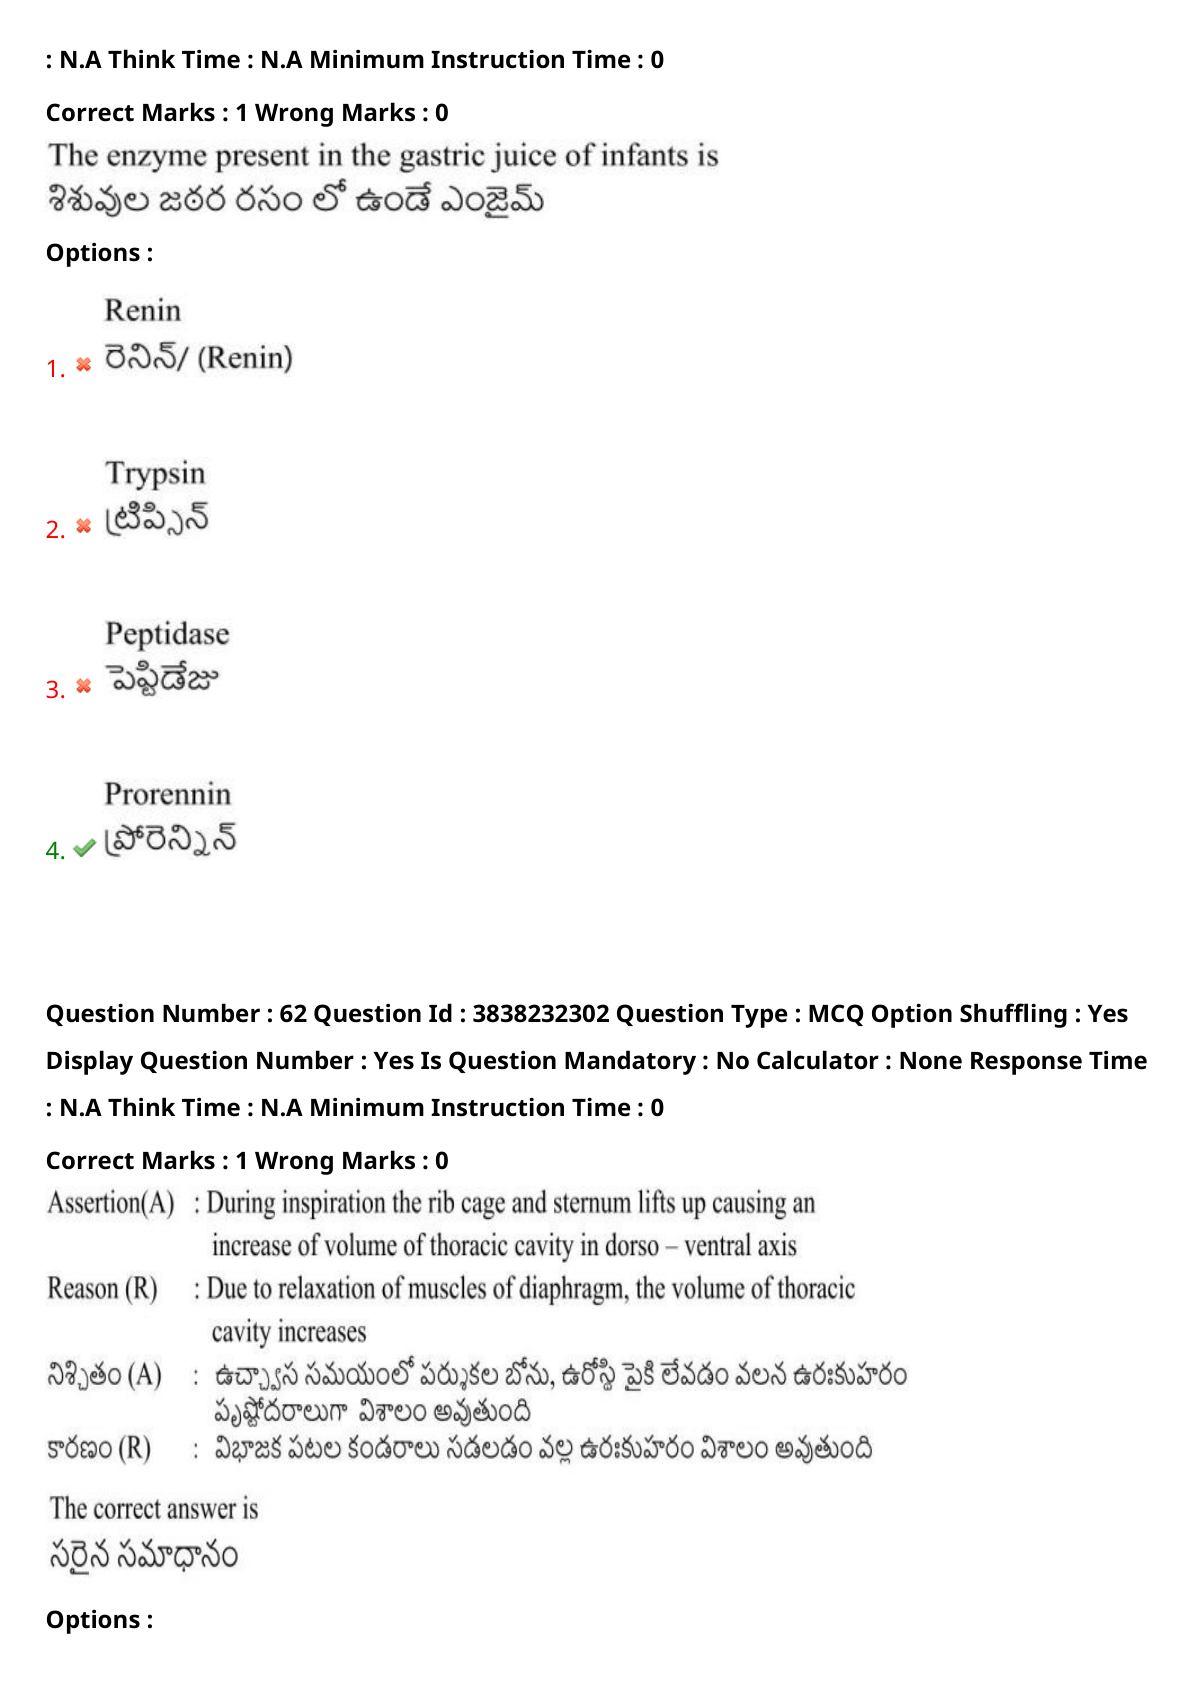 : N.A Think Time : N.A Minimum Instruction Time : 0
Correct Marks : 1 Wrong Marks : 0
The enzyme present in the gastric juice of infants is
శిశువుల జఠర రసం లో ఉండే ఎంజైమ్
Options :
Renin
1. రెనిన్/ (Renin)
Trypsin
2. ట్రిప్సిన్
Peptidase
3. పెప్టిడేజు
Prorennin
4. ప్రోరెన్నిన్
Question Number : 62 Question Id : 3838232302 Question Type : MCQ Option Shuffling : Yes
Display Question Number : Yes Is Question Mandatory : No Calculator : None Response Time
: N.A Think Time : N.A Minimum Instruction Time : 0
Correct Marks : 1 Wrong Marks : 0
Assertion(A) : During inspiration the rib cage and sternum lifts up causing an
increase of volume of thoracic cavity in dorso – ventral axis
Reason (R) : Due to relaxation of muscles of diaphragm, the volume of thoracic
cavity increases
నిశ్చితం (A) : ఉచ్ఛ్వాస సమయంలో పర్శుకల బోను, ఉరోస్థి పైకి లేవడం వలన ఉరఃకుహరం
పృష్టోదరాలుగా విశాలం అవుతుంది
కారణం (R) : విభాజక పటల కండరాలు సడలడం వల్ల ఉరఃకుహరం విశాలం అవుతుంది
The correct answer is
సరైన సమాధానం
Options :